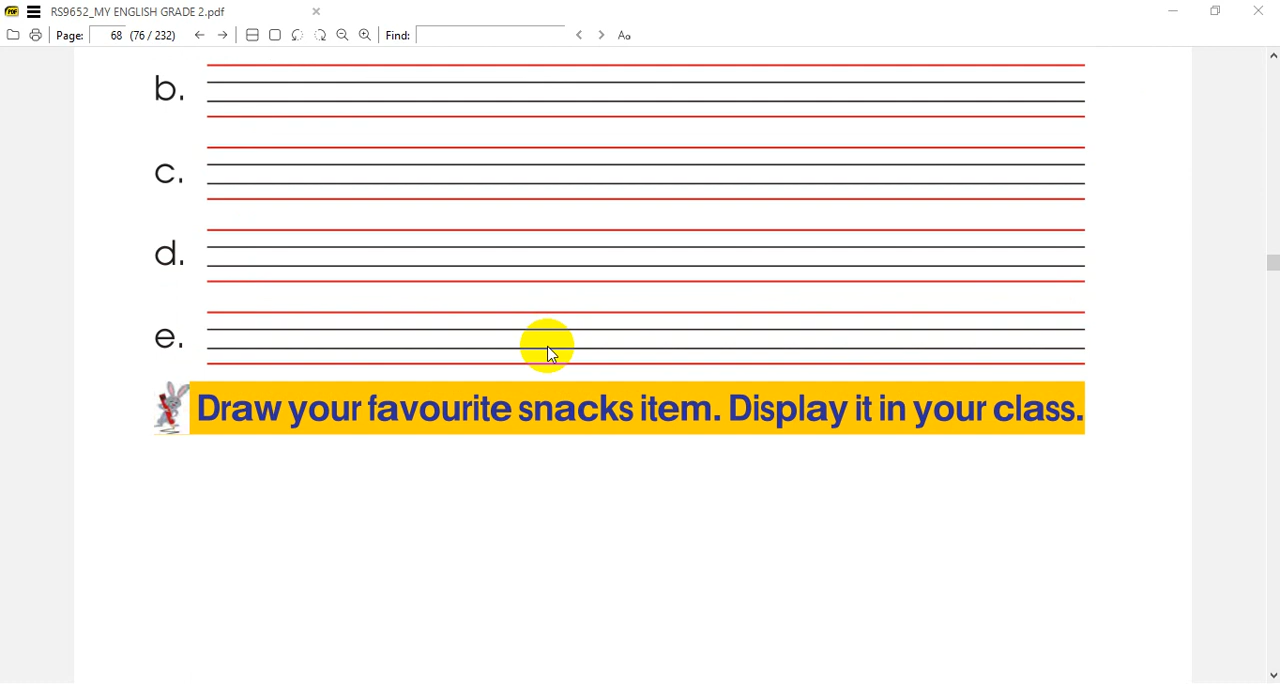 RS9652_MY ENGLISH GRADE 2.pdf
Page: 68 (76 / 232) Find: Aa
b.
c.
d.
e.
Draw your favourite snacks item. Display it in your class.